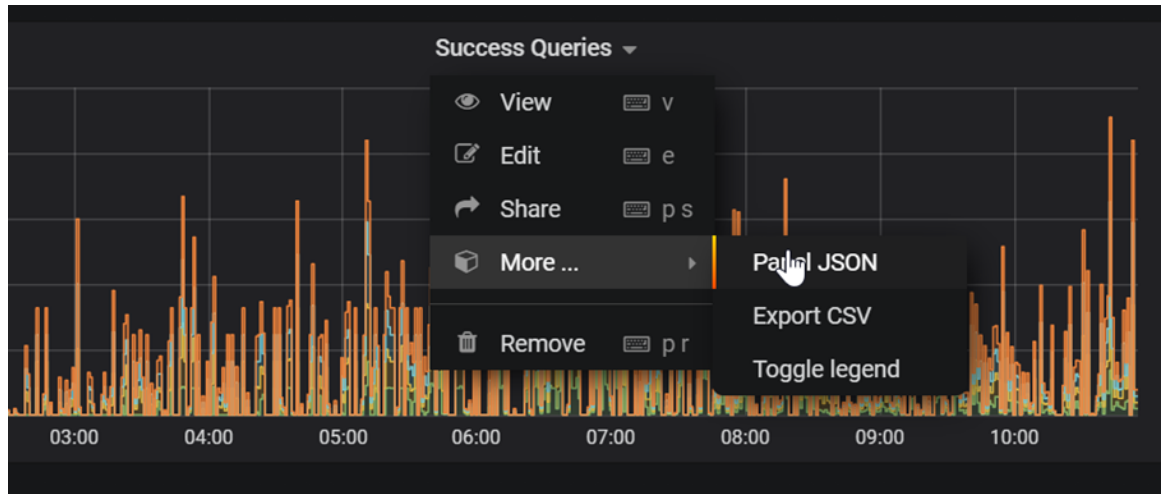 Success Queries
View v
Edit e
Share p s
More ...
Panel JSON
Export CSV
Remove p r
Toggle legend
03:00 04:00 05:00 06:00 07:00 08:00 09:00 10:00